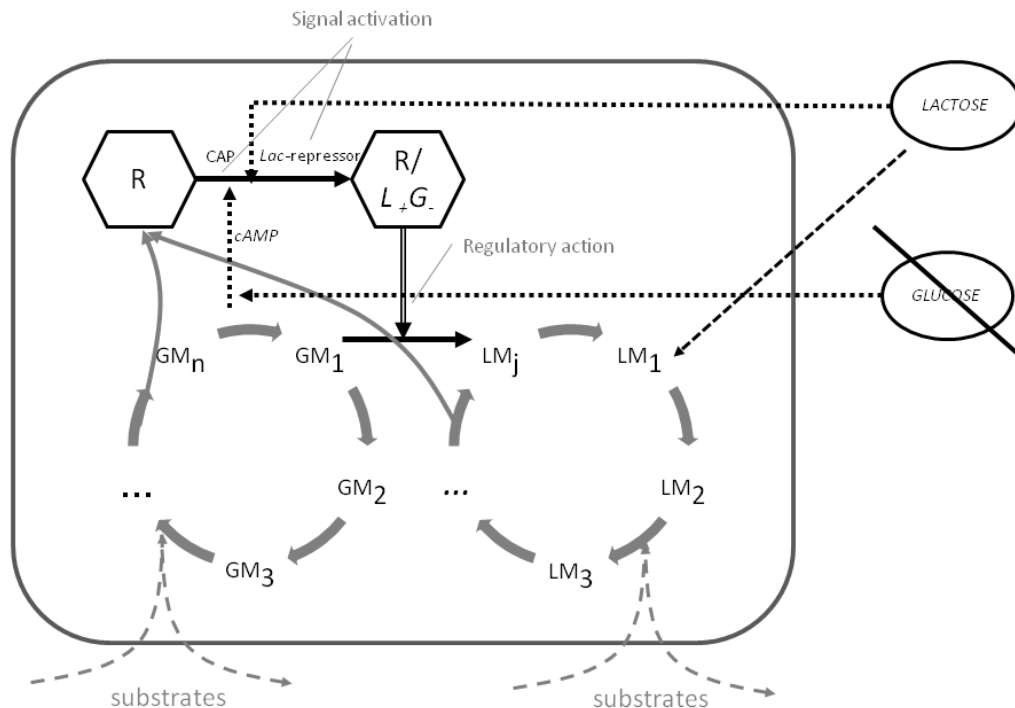 Signal activation
LACTOSE
CAP
Lac-repressor
R
R/
L+G-
cAMP
Regulatory action
GLUCOSE
GMn
GM1
LMj
LM1
...
GM2
...
LM2
GM3
LM3
substrates
substrates